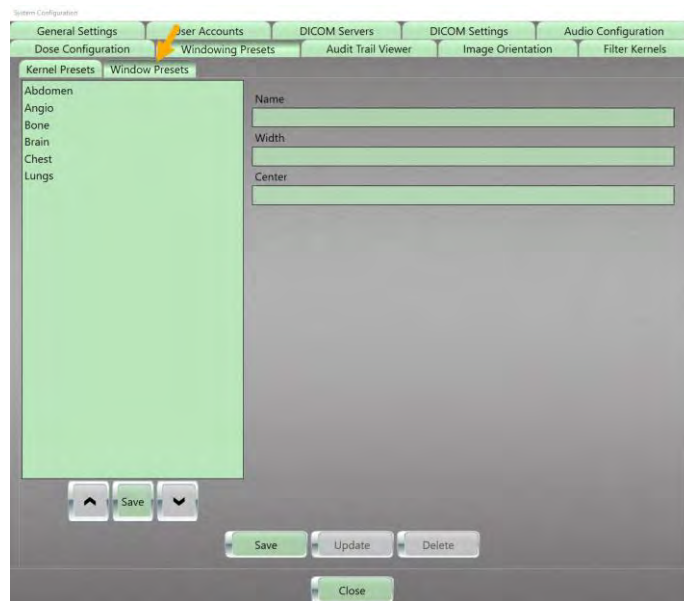 System Configuration
General Settings User Accounts DICOM Servers DICOM Settings Audio Configuration
Dose Configuration Windowing Presets Audit Trail Viewer Image Orientation Filter Kernels
Kernel Presets Window Presets
Abdomen
Angio
Bone
Brain
Chest
Lungs
Name
Width
Center
Save
Save Update Delete
Close